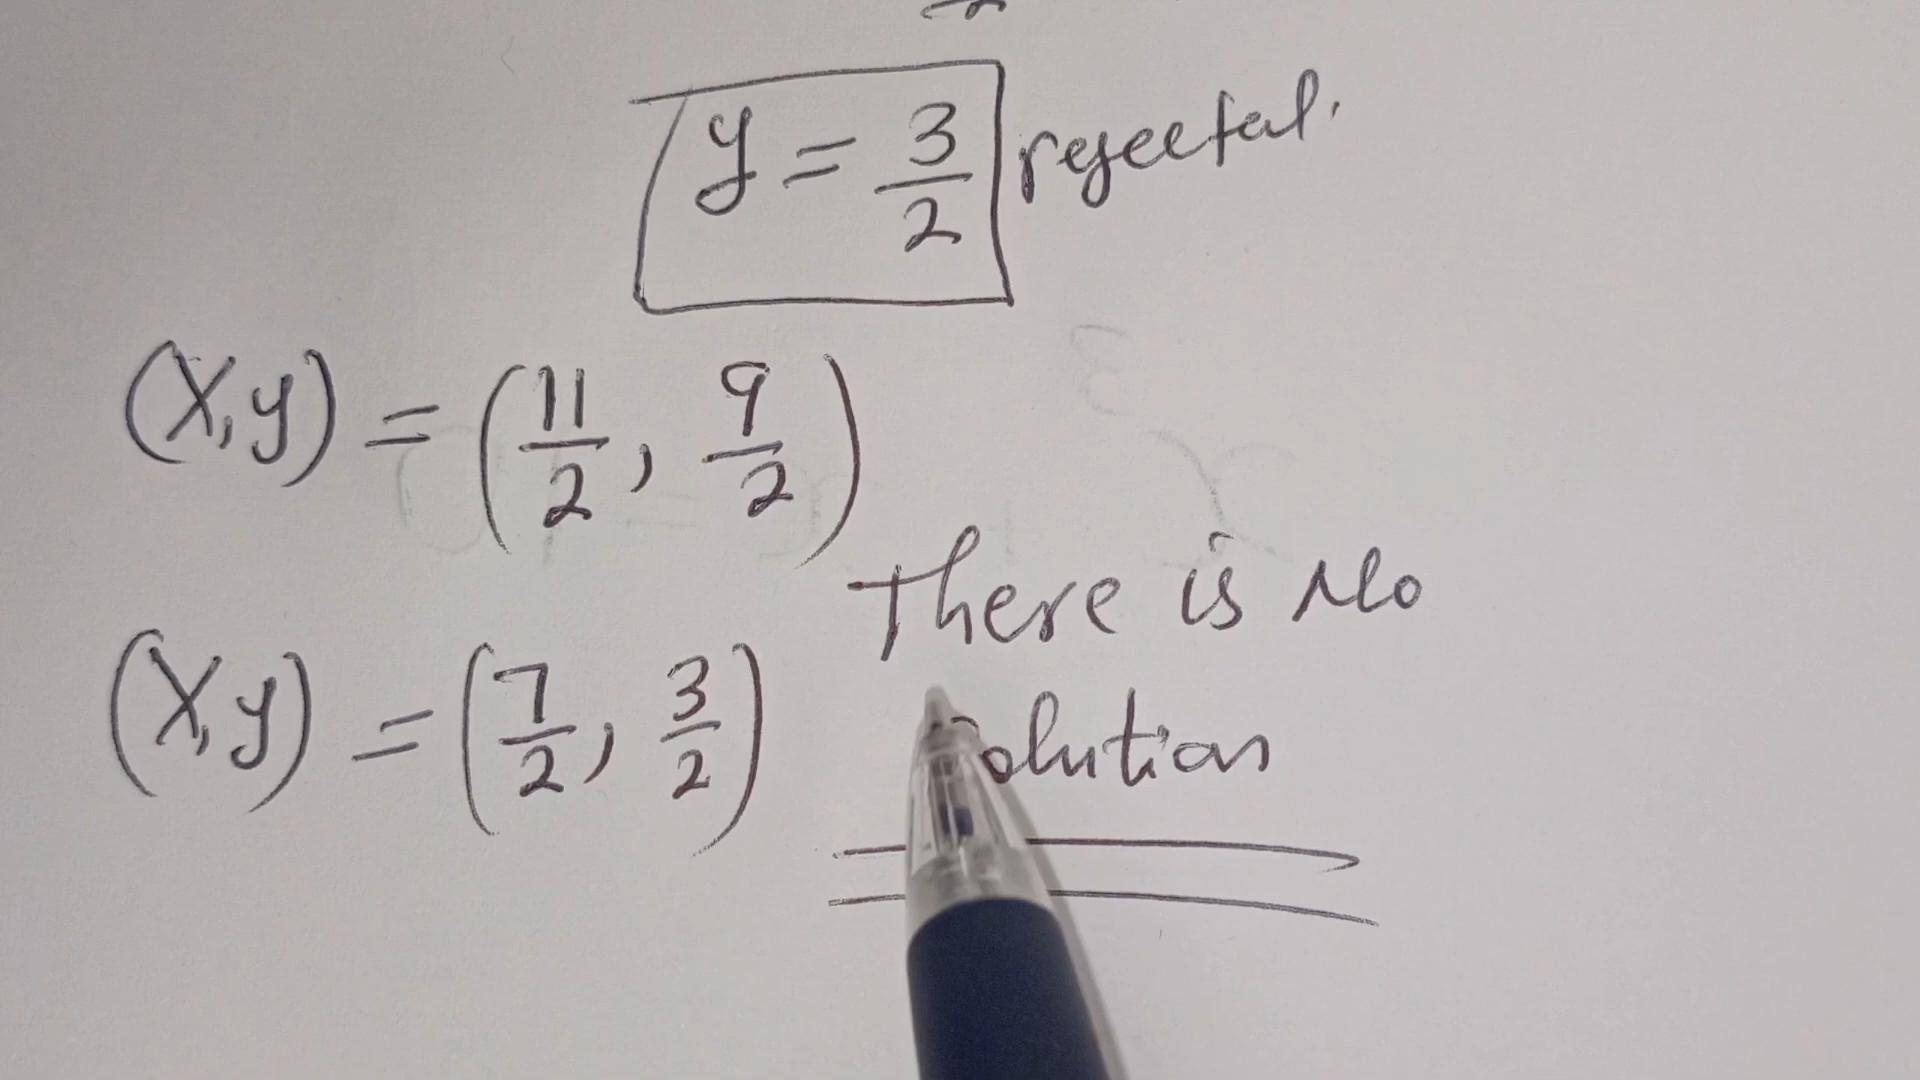 y = 3/2 rejected.
(x,y) = (11/2, 9/2)
There is No
(x,y) = (7/2, 3/2)
solution